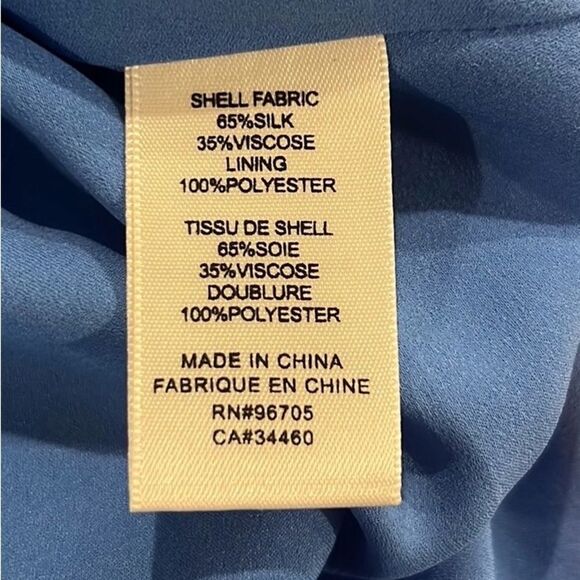 SHELL FABRIC
65%SILK
35%VISCOSE
LINING
100%POLYESTER
TISSU DE SHELL
65%SOIE
35%VISCOSE
DOUBLURE
100%POLYESTER
MADE IN CHINA
FABRIQUE EN CHINE
RN#96705
CA#34460